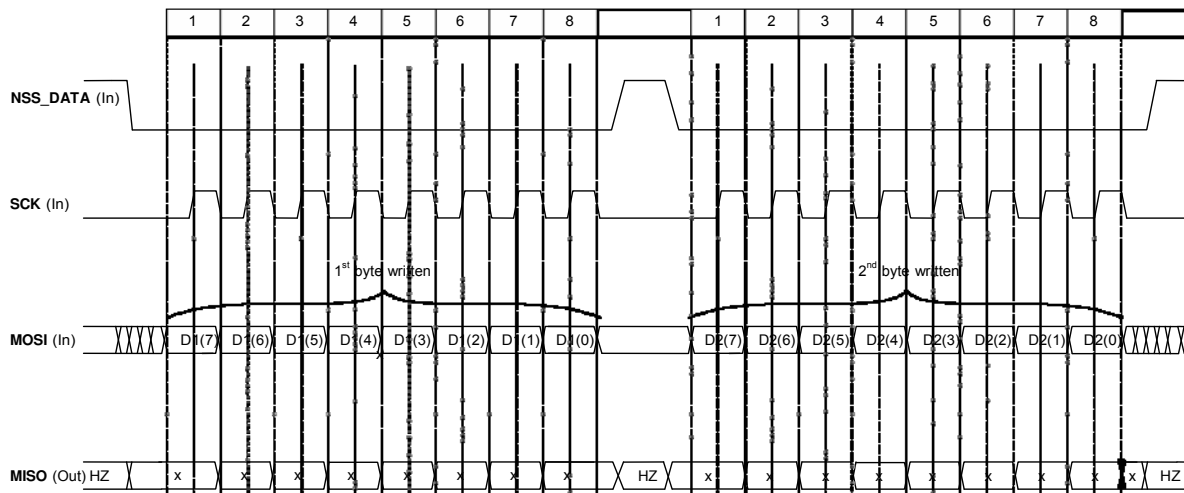 1 2 3 4 5 6 7 8 1 2 3 4 5 6 7 8
NSS_DATA (In)
SCK (In)
1st byte written 2nd byte written
MOSI (In) D1(7) D1(6) D1(5) D1(4) D1(3) D1(2) D1(1) D1(0) D2(7) D2(6) D2(5) D2(4) D2(3) D2(2) D2(1) D2(0)
MISO (Out) HZ x x x x x x x x HZ x x x x x x x x x HZ